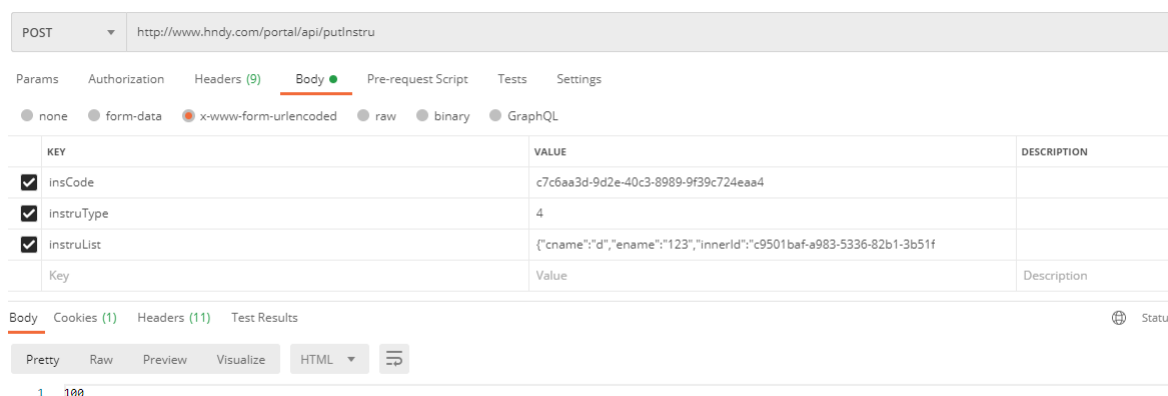 POST http://www.hndy.com/portal/api/putInstru
Params Authorization Headers (9) Body Pre-request Script Tests Settings
none form-data x-www-form-urlencoded raw binary GraphQL
KEY VALUE DESCRIPTION
insCode c7c6aa3d-9d2e-40c3-8989-9f39c724eaa4
instruType 4
instruList {"cname":"d","ename":"123","innerId":"c9501baf-a983-5336-82b1-3b51f
Key Value Description
Body Cookies (1) Headers (11) Test Results Statu
Pretty Raw Preview Visualize HTML
1 100